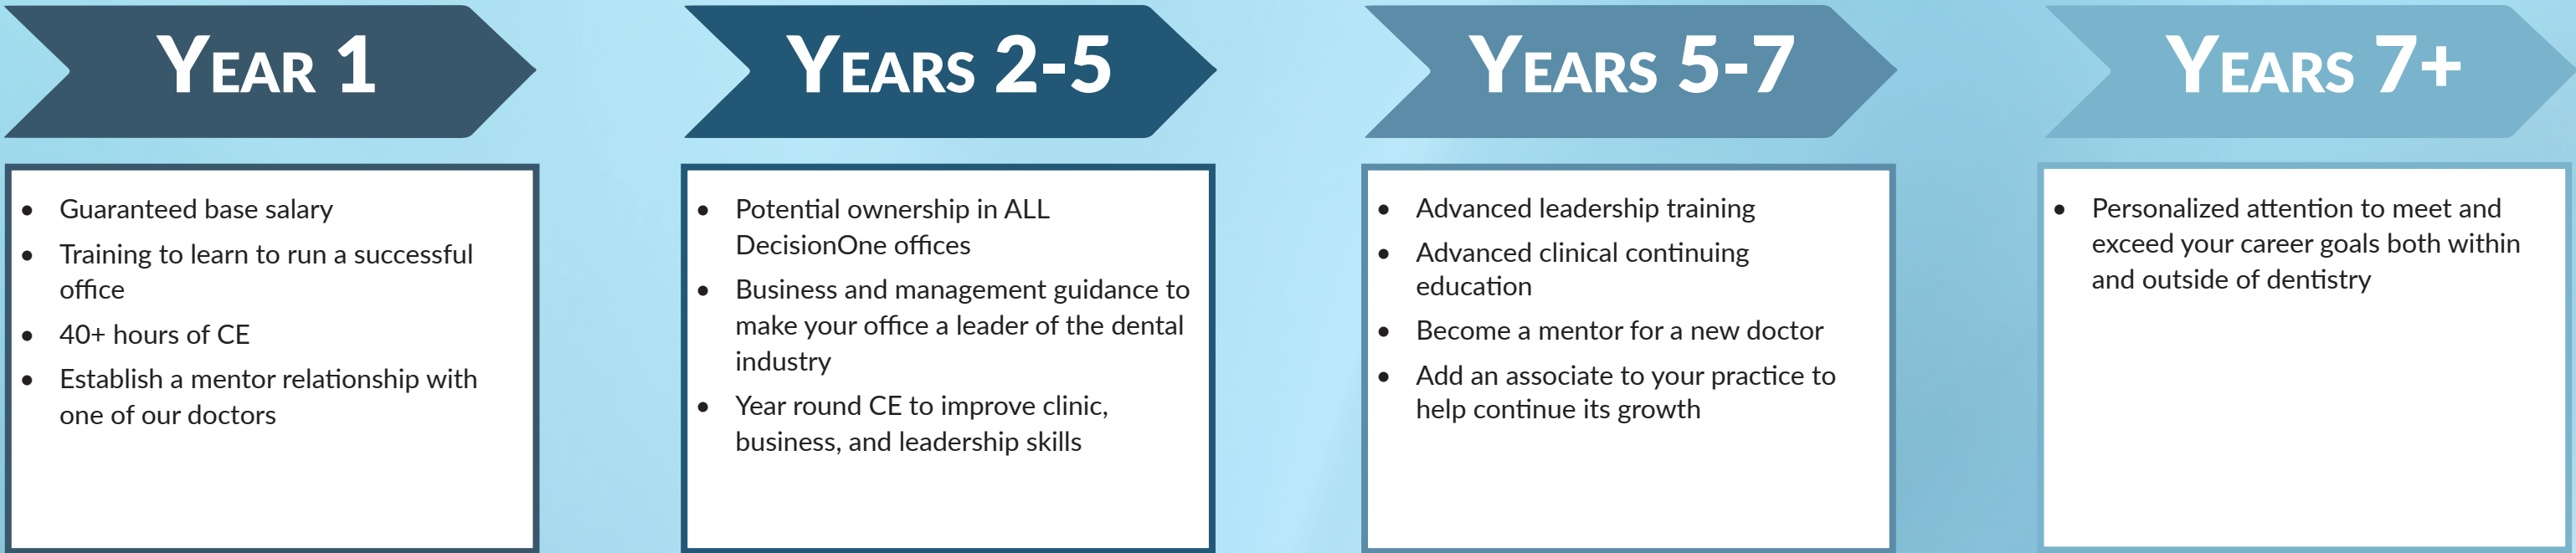 Year 1
• Guaranteed base salary
• Training to learn to run a successful
office
• 40+ hours of CE
• Establish a mentor relationship with
one of our doctors
Years 2-5
• Potential ownership in ALL
DecisionOne offices
• Business and management guidance to
make your office a leader of the dental
industry
• Year round CE to improve clinic,
business, and leadership skills
Years 5-7
• Advanced leadership training
• Advanced clinical continuing
education
• Become a mentor for a new doctor
• Add an associate to your practice to
help continue its growth
Years 7+
• Personalized attention to meet and
exceed your career goals both within
and outside of dentistry